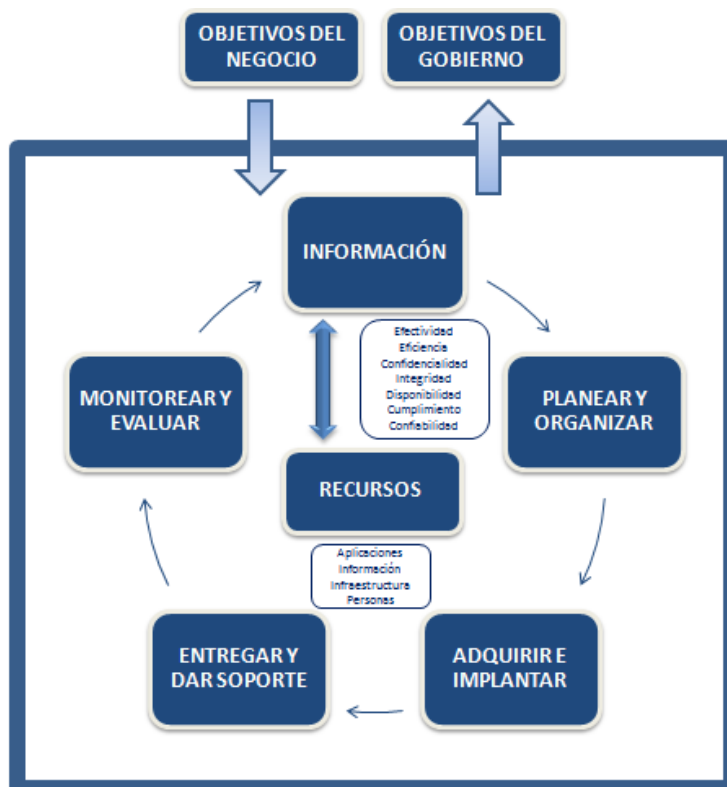 OBJETIVOS DEL
NEGOCIO
OBJETIVOS DEL
GOBIERNO
INFORMACIÓN
Efectividad
Eficiencia
Confidencialidad
Integridad
Disponibilidad
Cumplimiento
Confiabilidad
MONITOREAR Y
EVALUAR
PLANEAR Y
ORGANIZAR
RECURSOS
Aplicaciones
Información
Infraestructura
Personas
ENTREGAR Y
DAR SOPORTE
ADQUIRIR E
IMPLANTAR